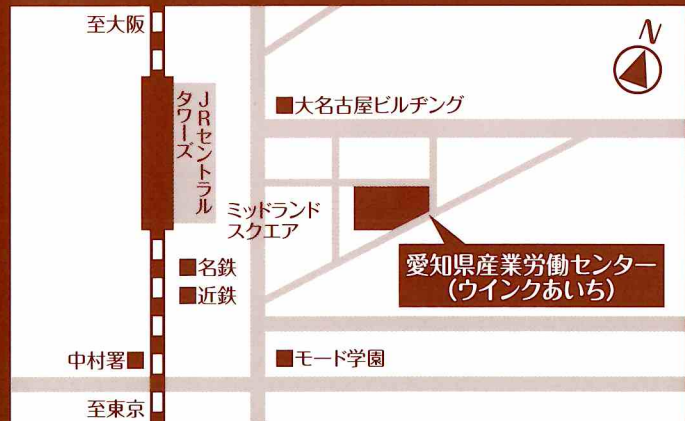 至大阪
N
■大名古屋ビルヂング
JRセントラル
タワーズ
ミッドランド
スクエア
愛知県産業労働センター
(ウインクあいち)
■名鉄
■近鉄
中村署■
■モード学園
至東京